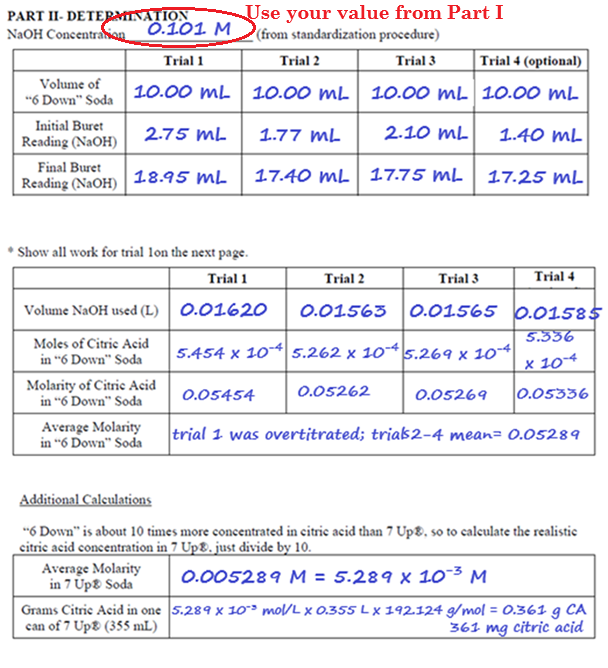 PART II- DETERMINATION Use your value from Part I
NaOH Concentration 0.101 M (from standardization procedure)
Trial 1 Trial 2 Trial 3 Trial 4 (optional)
Volume of
“6 Down” Soda 10.00 mL 10.00 mL 10.00 mL 10.00 mL
Initial Buret
Reading (NaOH) 2.75 mL 1.77 mL 2.10 mL 1.40 mL
Final Buret
Reading (NaOH) 18.95 mL 17.40 mL 17.75 mL 17.25 mL
* Show all work for trial 1on the next page.
Trial 1 Trial 2 Trial 3 Trial 4
Volume NaOH used (L) 0.01620 0.01563 0.01565 0.01585
Moles of Citric Acid
in “6 Down” Soda 5.454 x 10⁻⁴ 5.262 x 10⁻⁴ 5.269 x 10⁻⁴ 5.336
x 10⁻⁴
Molarity of Citric Acid
in “6 Down” Soda 0.05454 0.05262 0.05269 0.05336
Average Molarity
in “6 Down” Soda trial 1 was overtitrated; trials2-4 mean= 0.05289
Additional Calculations
“6 Down” is about 10 times more concentrated in citric acid than 7 Up®, so to calculate the realistic
citric acid concentration in 7 Up®, just divide by 10.
Average Molarity
in 7 Up® Soda 0.005289 M = 5.289 x 10⁻³ M
Grams Citric Acid in one
can of 7 Up® (355 mL) 5.289 x 10⁻³ mol/L x 0.355 L x 192.124 g/mol = 0.361 g CA
361 mg citric acid